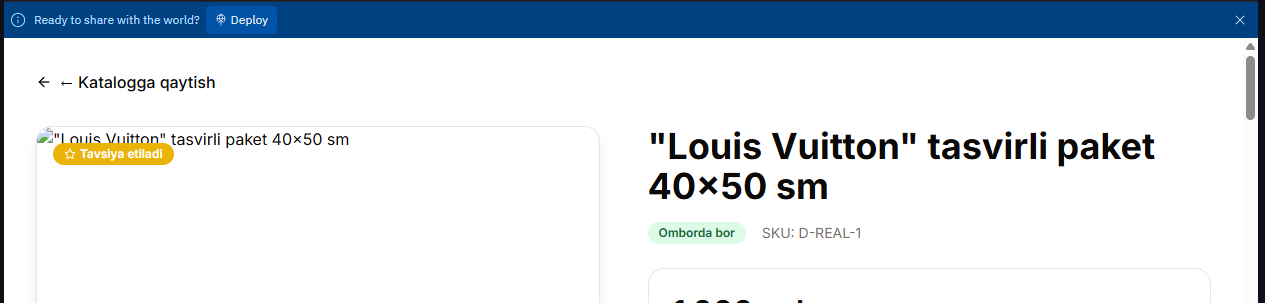 Ready to share with the world? Deploy
← Katalogga qaytish
"Louis Vuitton" tasvirli paket 40×50 sm
Tavsiya etiladi
"Louis Vuitton" tasvirli paket
40×50 sm
Omborda bor SKU: D-REAL-1